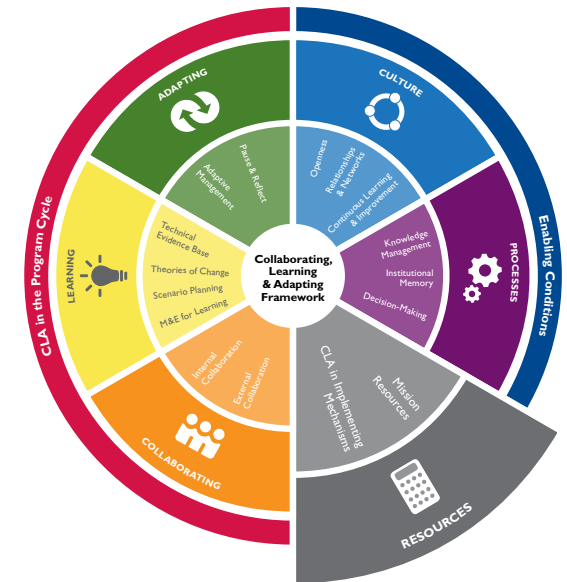 Collaborating,
Learning
& Adapting
Framework
CLA in the Program Cycle
Enabling Conditions
ADAPTING
Adaptive
Management
Pause & Reflect
CULTURE
Openness
Relationships
& Networks
Continuous Learning
& Improvement
LEARNING
Technical
Evidence Base
Theories of Change
Scenario Planning
M&E for Learning
PROCESSES
Knowledge
Management
Institutional
Memory
Decision-Making
COLLABORATING
Internal
Collaboration
External
Collaboration
RESOURCES
CLA in Implementing
Mechanisms
Mission
Resources